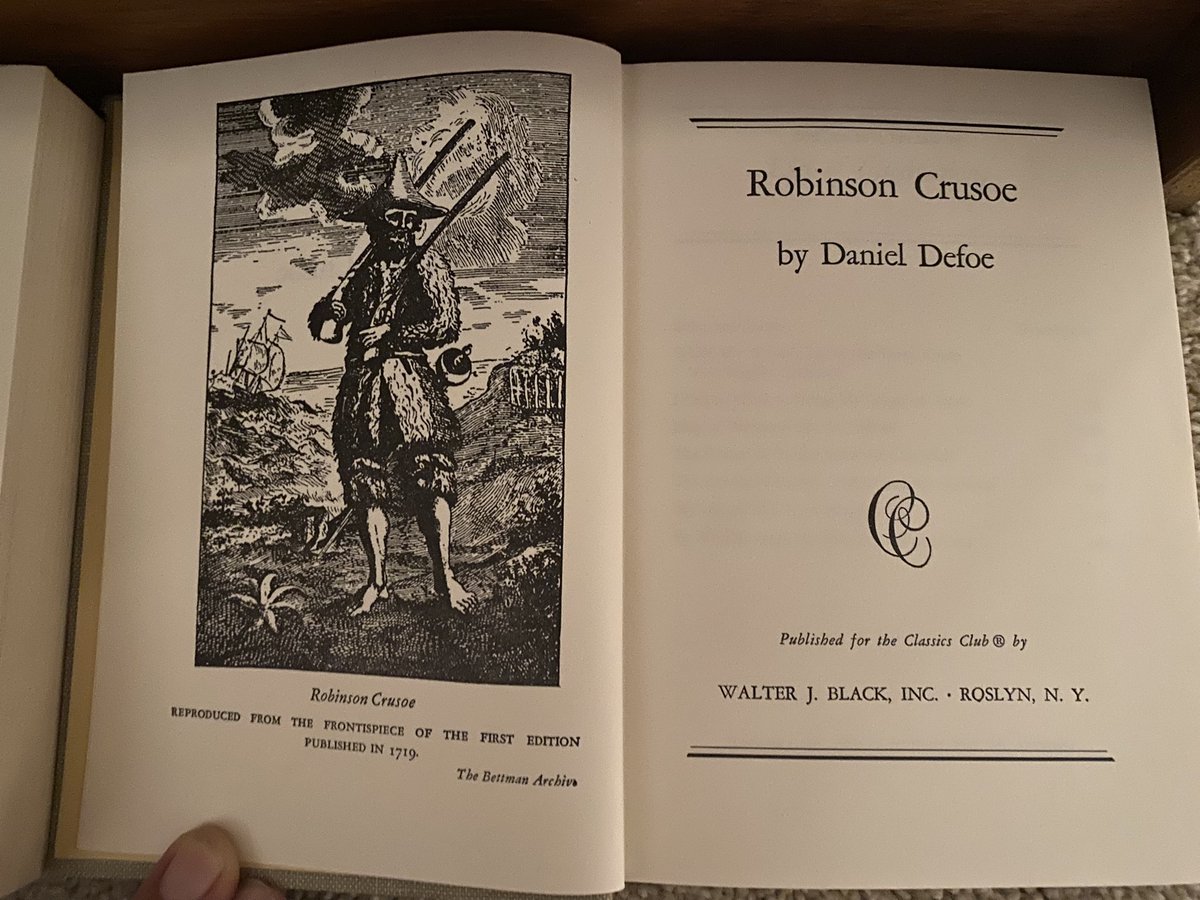 Robinson Crusoe
REPRODUCED FROM THE FRONTISPIECE OF THE FIRST EDITION
PUBLISHED IN 1719.
The Bettman Archive
Robinson Crusoe
by Daniel Defoe
CC
Published for the Classics Club® by
WALTER J. BLACK, INC. · ROSLYN, N. Y.